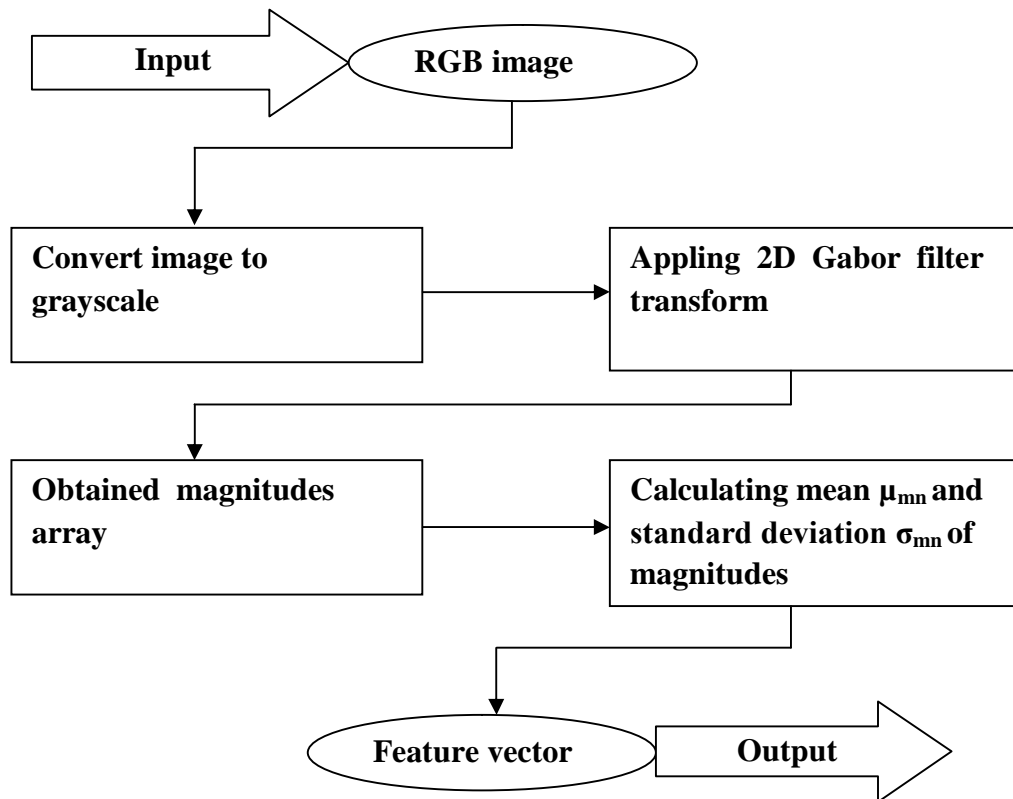 Input
RGB image
Convert image to
grayscale
Appling 2D Gabor filter
transform
Obtained magnitudes
array
Calculating mean μmn and
standard deviation σmn of
magnitudes
Feature vector
Output